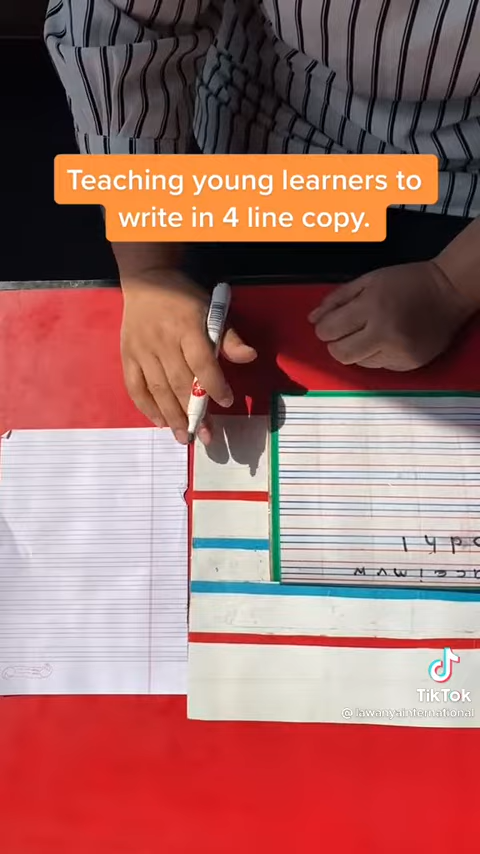 Teaching young learners to
write in 4 line copy.
TikTok
@lawanyainternational